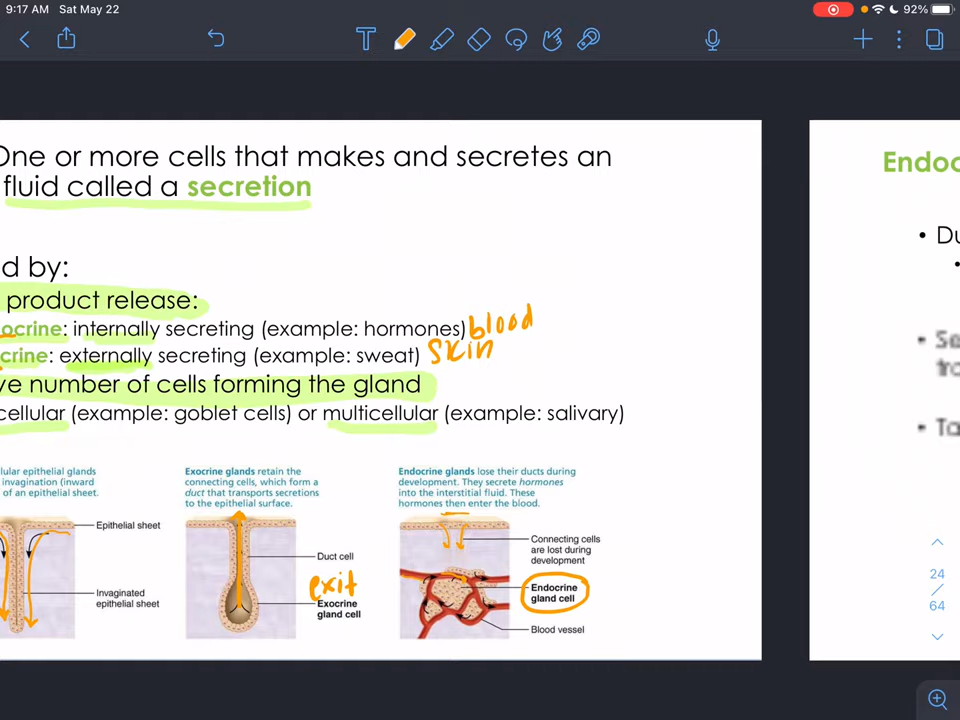 9:17 AM Sat May 22
92%
One or more cells that makes and secretes an
fluid called a secretion
d by:
product release:
ocrine: internally secreting (example: hormones) blood
crine: externally secreting (example: sweat) skin
ve number of cells forming the gland
cellular (example: goblet cells) or multicellular (example: salivary)
lular epithelial glands
invagination (inward
of an epithelial sheet.
Epithelial sheet
Invaginated
epithelial sheet
Exocrine glands retain the
connecting cells, which form a
duct that transports secretions
to the epithelial surface.
Duct cell
exit
Exocrine
gland cell
Endocrine glands lose their ducts during
development. They secrete hormones
into the interstitial fluid. These
hormones then enter the blood.
Connecting cells
are lost during
development
Endocrine
gland cell
Blood vessel
Endoc
• Du
•
• Se
tra
• Ta
24
/
64